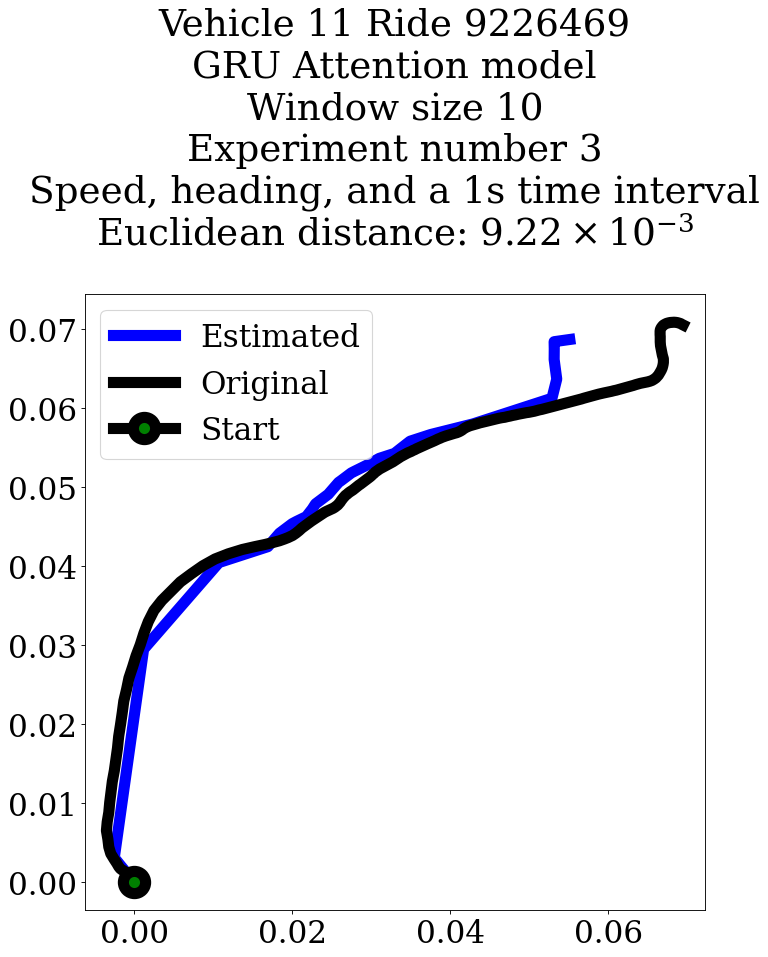 Vehicle 11 Ride 9226469
GRU Attention model
Window size 10
Experiment number 3
Speed, heading, and a 1s time interval
Euclidean distance: 9.22 × 10⁻³
Estimated
Original
Start
0.07
0.06
0.05
0.04
0.03
0.02
0.01
0.00
0.00 0.02 0.04 0.06